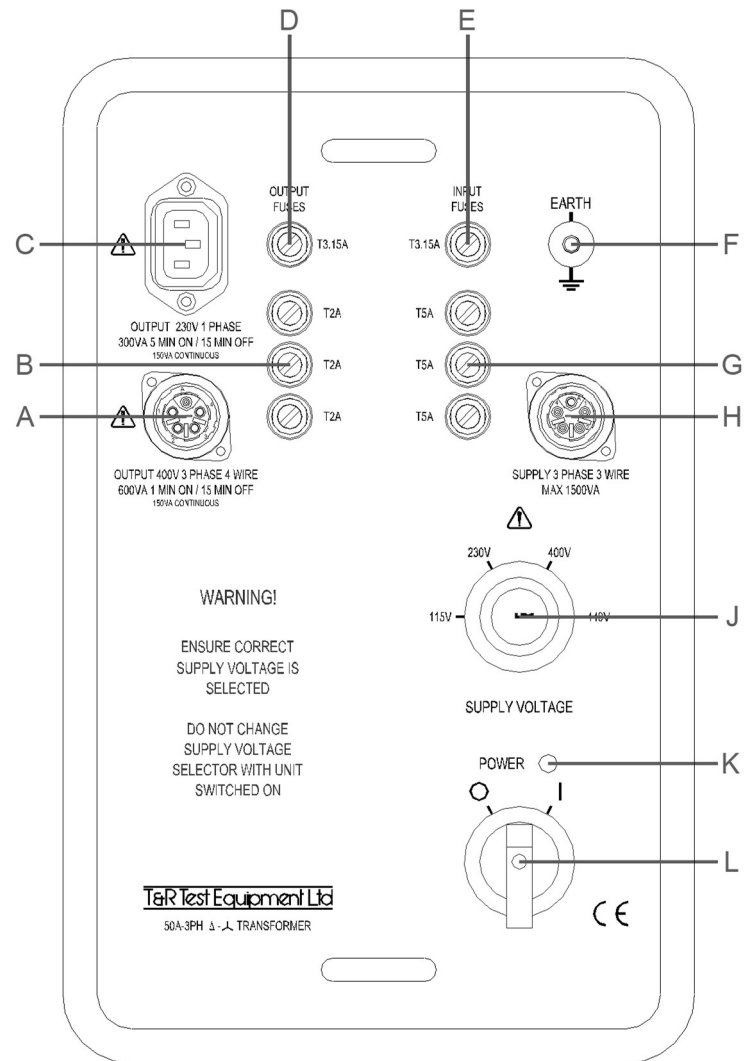 D
E
OUTPUT
FUSES
INPUT
FUSES
EARTH
C
T3.15A
T3.15A
F
T2A
T5A
OUTPUT 230V 1 PHASE
300VA 5 MIN ON / 15 MIN OFF
150VA CONTINUOUS
B
T2A
T5A
G
A
T2A
T5A
H
OUTPUT 400V 3 PHASE 4 WIRE
600VA 1 MIN ON / 15 MIN OFF
150VA CONTINUOUS
SUPPLY 3 PHASE 3 WIRE
MAX 1500VA
230V
400V
115V
J
WARNING!
ENSURE CORRECT
SUPPLY VOLTAGE IS
SELECTED
SUPPLY VOLTAGE
DO NOT CHANGE
SUPPLY VOLTAGE
SELECTOR WITH UNIT
SWITCHED ON
POWER
K
O
I
L
T&R Test Equipment Ltd
50A-3PH Δ-⅄ TRANSFORMER
CE